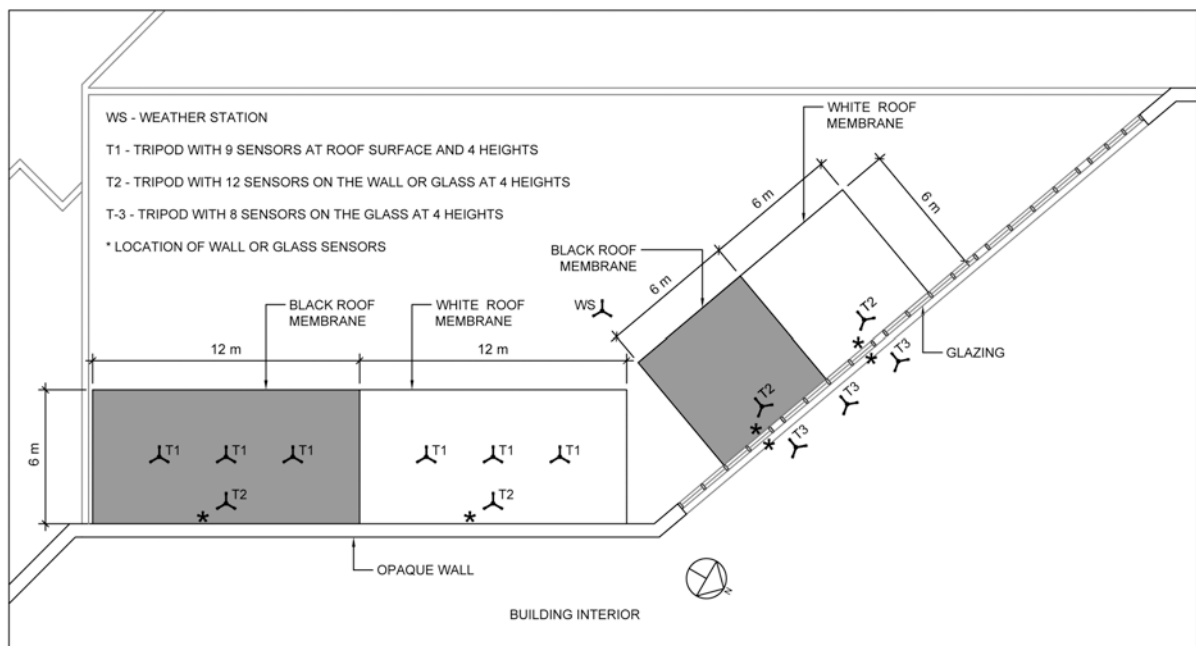 WS - WEATHER STATION
T1 - TRIPOD WITH 9 SENSORS AT ROOF SURFACE AND 4 HEIGHTS
T2 - TRIPOD WITH 12 SENSORS ON THE WALL OR GLASS AT 4 HEIGHTS
T-3 - TRIPOD WITH 8 SENSORS ON THE GLASS AT 4 HEIGHTS
* LOCATION OF WALL OR GLASS SENSORS
WHITE ROOF
MEMBRANE
6 m
6 m
BLACK ROOF
MEMBRANE
6 m
WS
BLACK ROOF
MEMBRANE
WHITE ROOF
MEMBRANE
12 m
12 m
T2
*
*
T3
GLAZING
T2
*
*
T3
T3
6 m
T1
T1
T1
T1
T1
T1
T2
*
T2
*
OPAQUE WALL
N
BUILDING INTERIOR